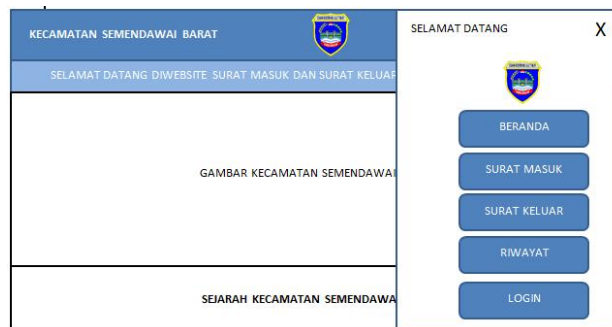 KECAMATAN SEMENDAWAI BARAT
SELAMAT DATANG DIWEBSITE SURAT MASUK DAN SURAT KELUAR
GAMBAR KECAMATAN SEMENDAWAI
SEJARAH KECAMATAN SEMENDAWA
SELAMAT DATANG
X
BERANDA
SURAT MASUK
SURAT KELUAR
RIWAYAT
LOGIN